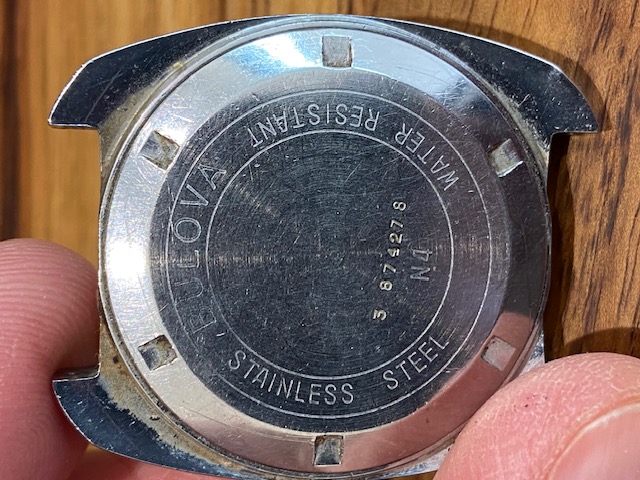 BULOVA
WATER RESISTANT
STAINLESS STEEL
3 874278
N4